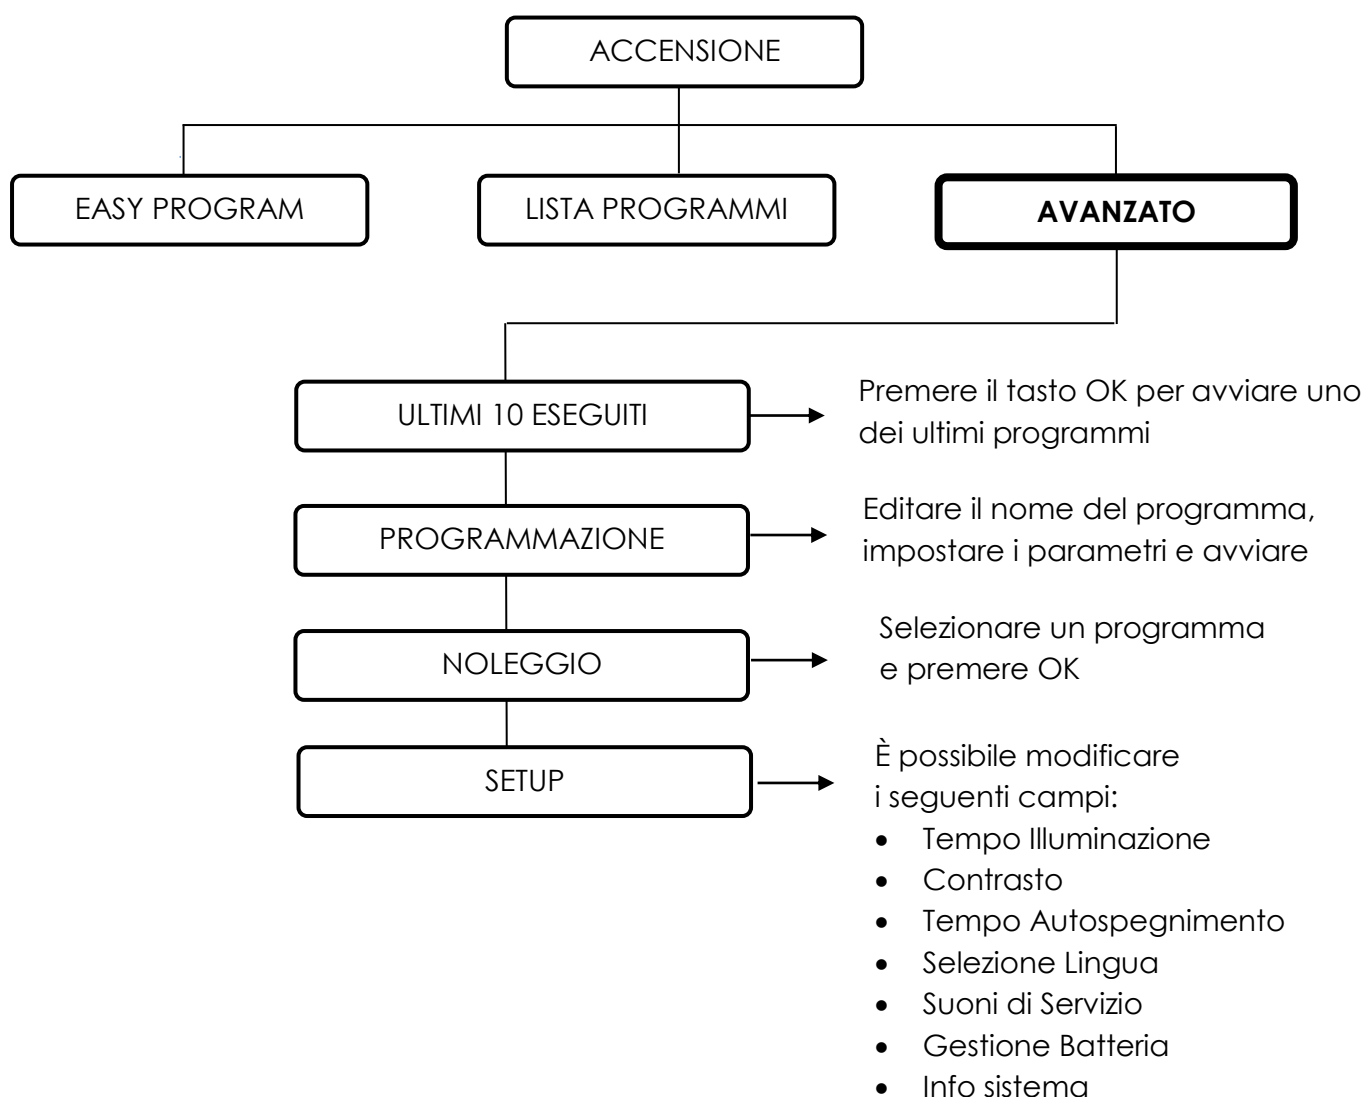 ACCENSIONE
EASY PROGRAM
LISTA PROGRAMMI
AVANZATO
ULTIMI 10 ESEGUITI
Premere il tasto OK per avviare uno
dei ultimi programmi
PROGRAMMAZIONE
Editare il nome del programma,
impostare i parametri e avviare
NOLEGGIO
Selezionare un programma
e premere OK
SETUP
È possibile modificare
i seguenti campi:
• Tempo Illuminazione
• Contrasto
• Tempo Autospegnimento
• Selezione Lingua
• Suoni di Servizio
• Gestione Batteria
• Info sistema